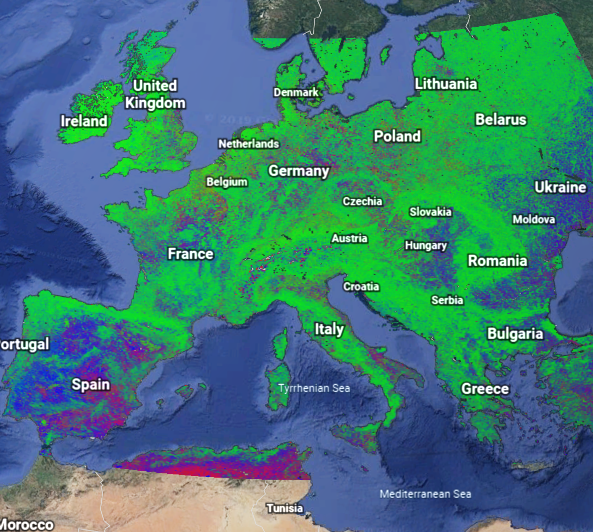 United
Kingdom
Ireland
Denmark
Lithuania
Netherlands
Poland
Belarus
Belgium
Germany
Czechia
Ukraine
Slovakia
Moldova
France
Austria
Hungary
Romania
Croatia
Serbia
Italy
Bulgaria
ortugal
Spain
Tyrrhenian Sea
Greece
Tunisia
Mediterranean Sea
Morocco